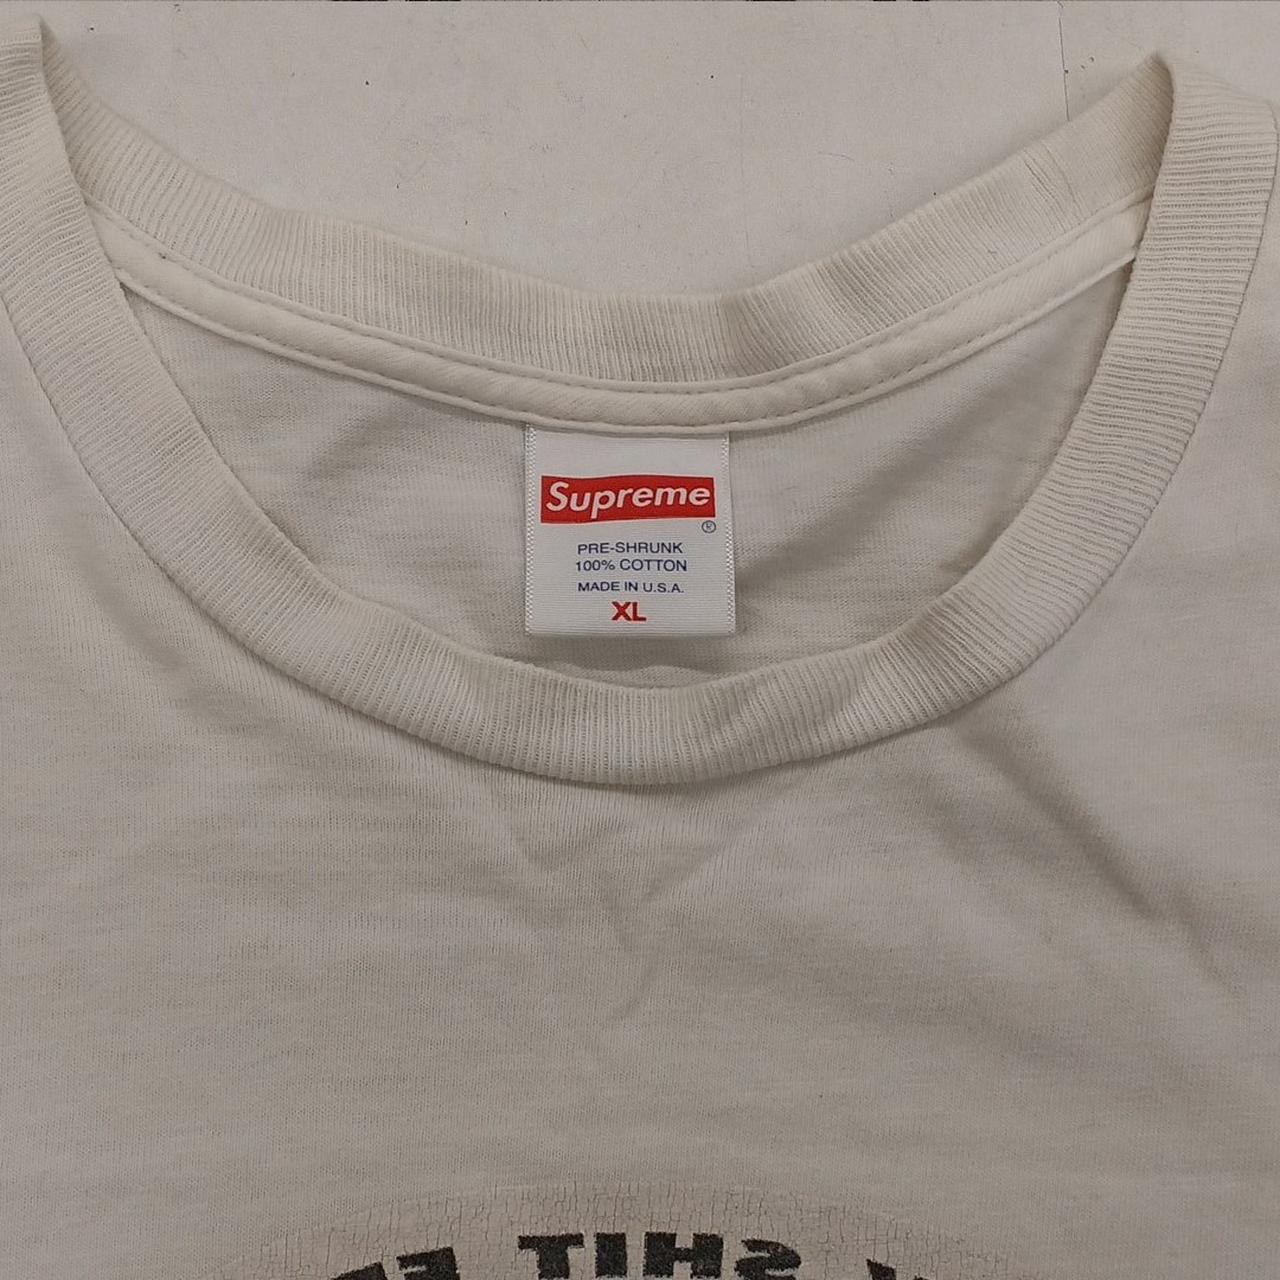 Supreme
®
PRE-SHRUNK
100% COTTON
MADE IN U.S.A.
XL
SHIT